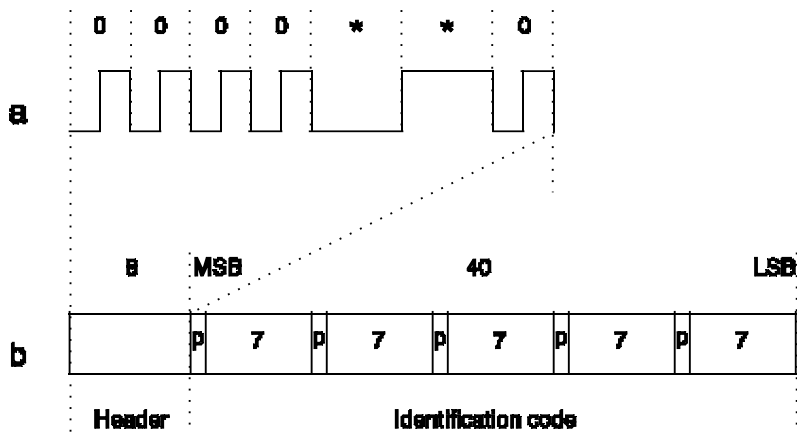 0 0 0 0 * * 0
a
8 MSB 40 LSB
b p 7 p 7 p 7 p 7 p 7
Header Identification code